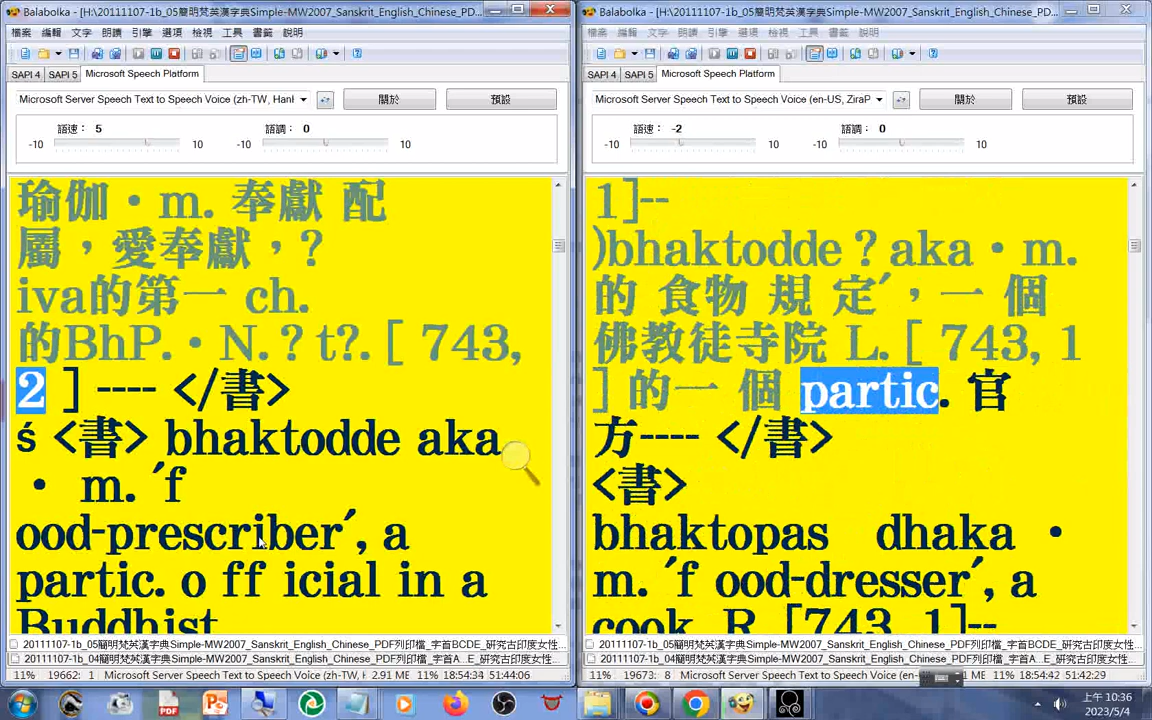 Balabolka - [H:\20111107-1b_05簡明梵英漢字典Simple-MW2007_Sanskrit_English_Chinese_PD...
檔案 編輯 文字 朗讀 引擎 選項 檢視 工具 書籤 說明
SAPI 4 SAPI 5 Microsoft Speech Platform
Microsoft Server Speech Text to Speech Voice (zh-TW, Hanl
關於 預設
語速: 5 語調: 0
-10 10 -10 10
瑜伽·m. 奉獻 配
屬,愛奉獻,?
iva的第一 ch.
的BhP.·N.?t?.[ 743,
2 ] ---- </書>
ś <書> bhaktodde aka
· m. ´f
ood-prescriber´, a
partic. o ff icial in a
Buddhist
20111107-1b_05簡明梵英漢字典Simple-MW2007_Sanskrit_English_Chinese_PDF列印檔_字首BCDE_研究古印度女性...
20111107-1b_04簡明梵英漢字典Simple-MW2007_Sanskrit_English_Chinese_PDF列印檔_字首A...E_研究古印度女性...
11% 19662: 1 Microsoft Server Speech Text to Speech Voice (zh-TW, H 2.91 ME 11% 18:54:34 51:44:06
Balabolka - [H:\20111107-1b_05簡明梵英漢字典Simple-MW2007_Sanskrit_English_Chinese_PD...
檔案 編輯 文字 朗讀 引擎 選項 檢視 工具 書籤 說明
SAPI 4 SAPI 5 Microsoft Speech Platform
Microsoft Server Speech Text to Speech Voice (en-US, ZiraP
關於 預設
語速: -2 語調: 0
-10 10 -10 10
1]--
)bhaktodde?aka·m.
的 食物 規 定´,一 個
佛教徒寺院 L.[ 743, 1
] 的一 個 partic. 官
方---- </書>
<書>
bhaktopas dhaka ·
m. ´f ood-dresser´, a
cook, R. [743,1]--
20111107-1b_05簡明梵英漢字典Simple-MW2007_Sanskrit_English_Chinese_PDF列印檔_字首BCDE_研究古印度女性...
20111107-1b_04簡明梵英漢字典Simple-MW2007_Sanskrit_English_Chinese_PDF列印檔_字首A...E_研究古印度女性...
11% 19673: 8 Microsoft Server Speech Text to Speech Voice (en-U ME 11% 18:54:42 51:42:29
上午 10:36
2023/5/4